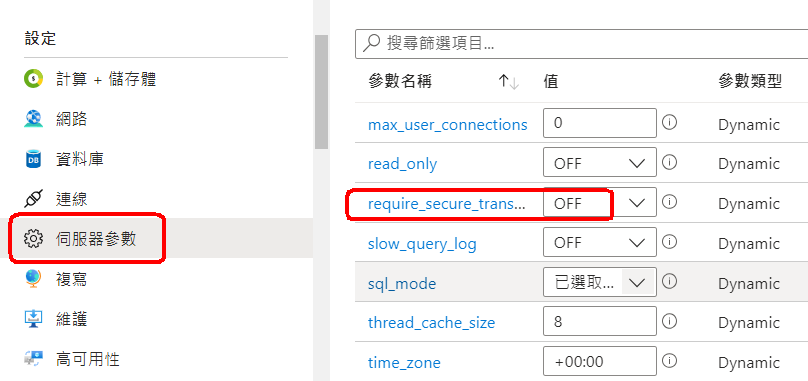 設定
計算 + 儲存體
網路
資料庫
連線
伺服器參數
複寫
維護
高可用性
搜尋篩選項目...
參數名稱 ↑↓ 值 參數類型
max_user_connections 0 Dynamic
read_only OFF Dynamic
require_secure_trans... OFF Dynamic
slow_query_log OFF Dynamic
sql_mode 已選取... Dynamic
thread_cache_size 8 Dynamic
time_zone +00:00 Dynamic